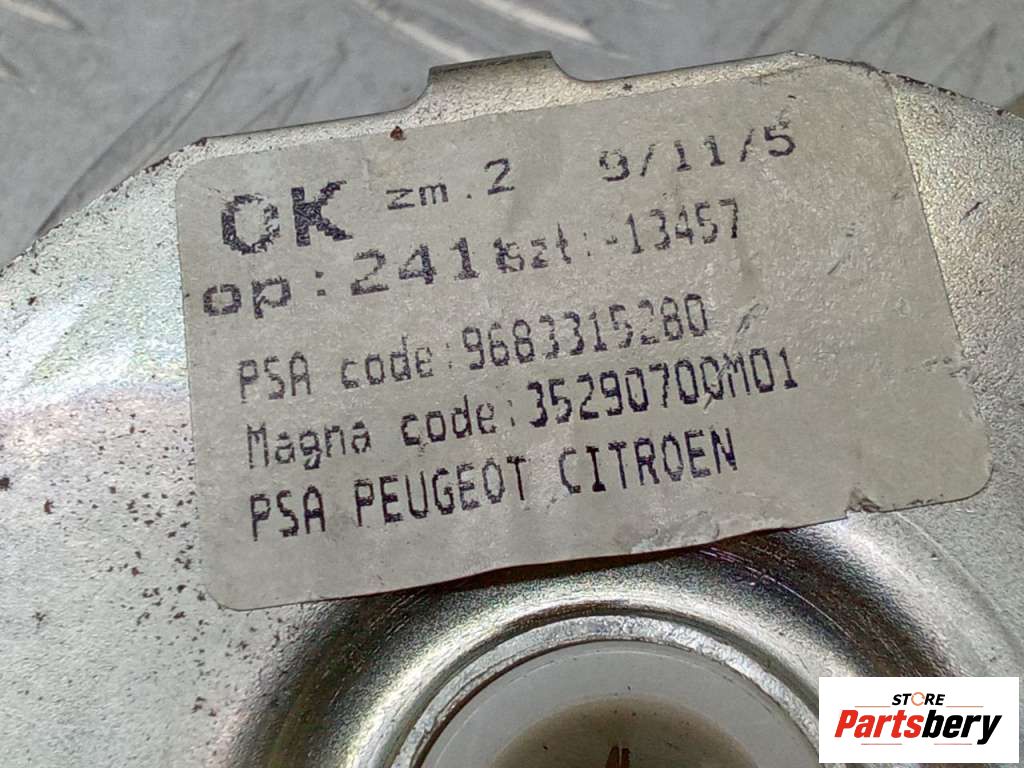 OK zm.2 9/11/5
op:241 szt:-13457
PSA code:9683315280
Magna code:35290700M01
PSA PEUGEOT CITROEN
STORE
Partsbery